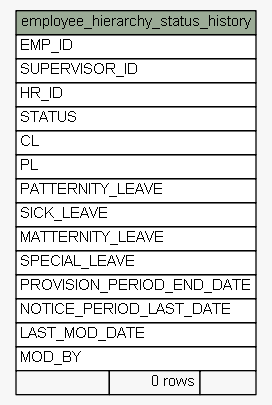 employee_hierarchy_status_history
EMP_ID
SUPERVISOR_ID
HR_ID
STATUS
CL
PL
PATTERNITY_LEAVE
SICK_LEAVE
MATTERNITY_LEAVE
SPECIAL_LEAVE
PROVISION_PERIOD_END_DATE
NOTICE_PERIOD_LAST_DATE
LAST_MOD_DATE
MOD_BY
0 rows